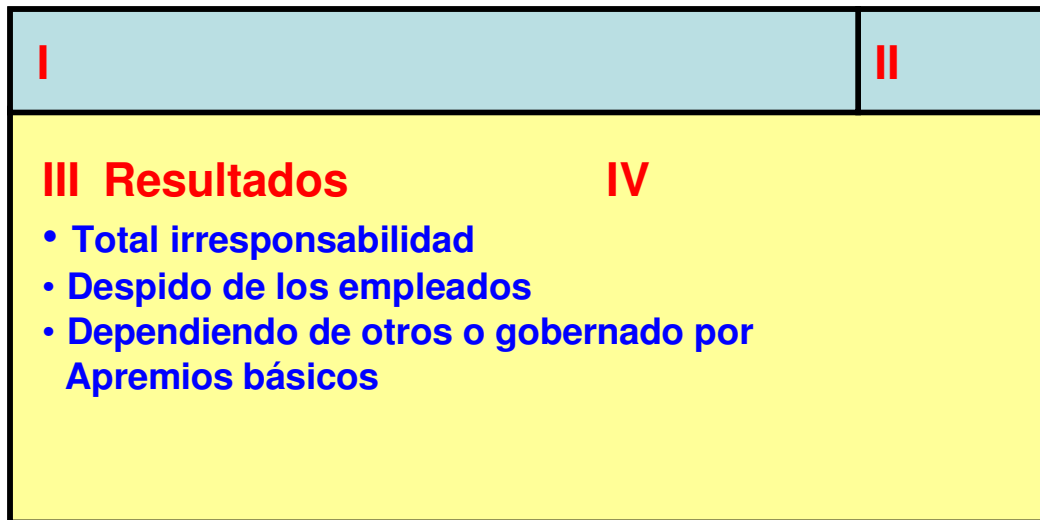 I II
III Resultados IV
• Total irresponsabilidad
• Despido de los empleados
• Dependiendo de otros o gobernado por
Apremios básicos